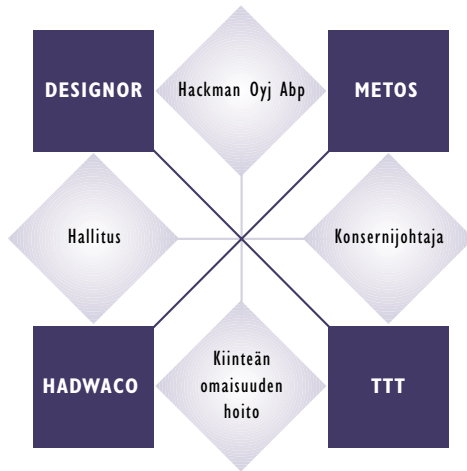 DESIGNOR
Hackman Oyj Abp
METOS
Hallitus
Konsernijohtaja
HADWACO
Kiinteän
omaisuuden
hoito
TTT